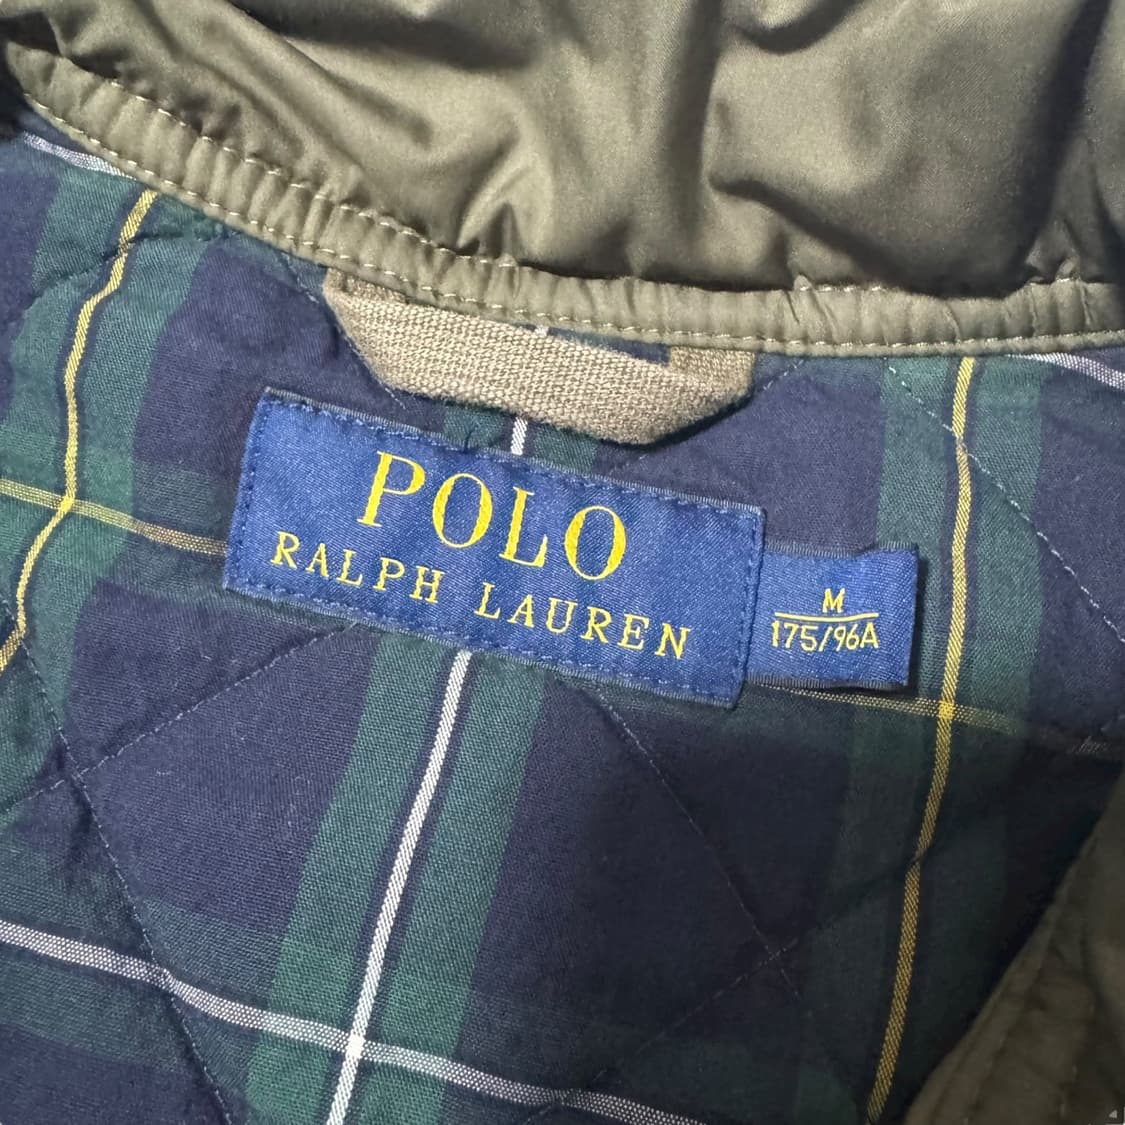 POLO
RALPH LAUREN
M
175/96A